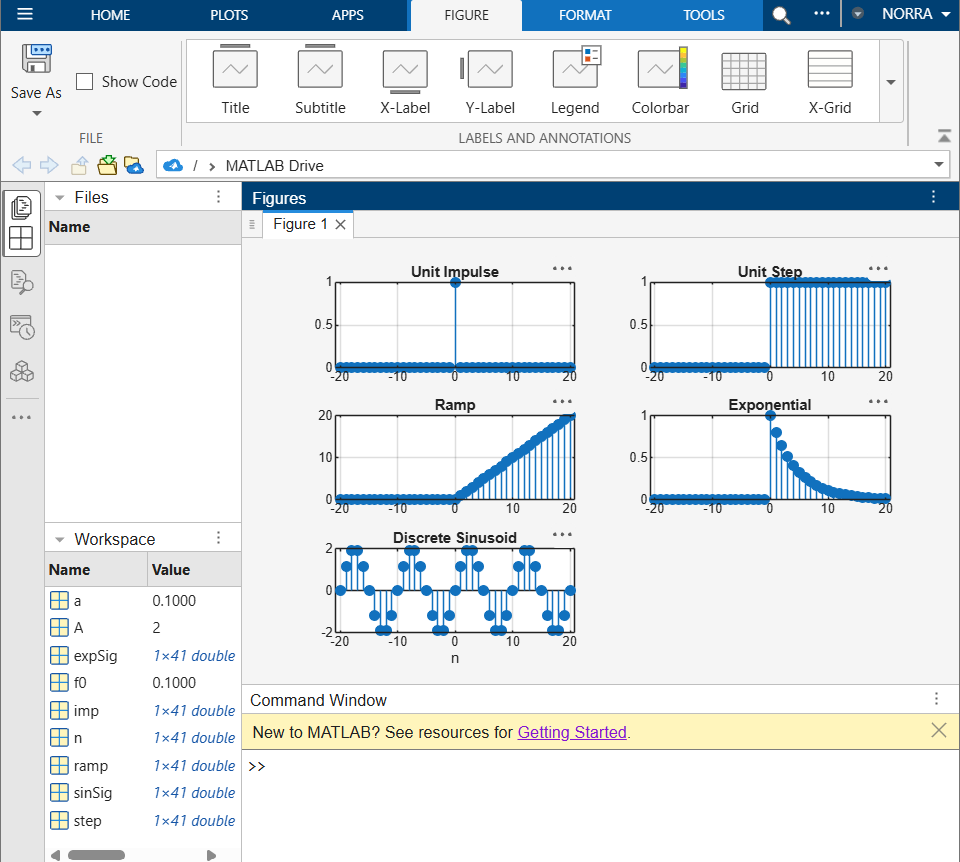 HOME PLOTS APPS FIGURE FORMAT TOOLS ••• NORRA
Save As
Show Code
FILE
Title Subtitle X-Label Y-Label Legend Colorbar Grid X-Grid
LABELS AND ANNOTATIONS
/ > MATLAB Drive
Files
Name
Workspace
Name Value
a 0.1000
A 2
expSig 1×41 double
f0 0.1000
imp 1×41 double
n 1×41 double
ramp 1×41 double
sinSig 1×41 double
step 1×41 double
Figures
Figure 1
Unit Impulse
1
0.5
0
-20 -10 0 10 20
Unit Step
1
0.5
0
-20 -10 0 10 20
Ramp
20
10
0
-20 -10 0 10 20
Exponential
1
0.5
0
-20 -10 0 10 20
Discrete Sinusoid
2
0
-2
-20 -10 0 10 20
n
Command Window
New to MATLAB? See resources for Getting Started.
>>